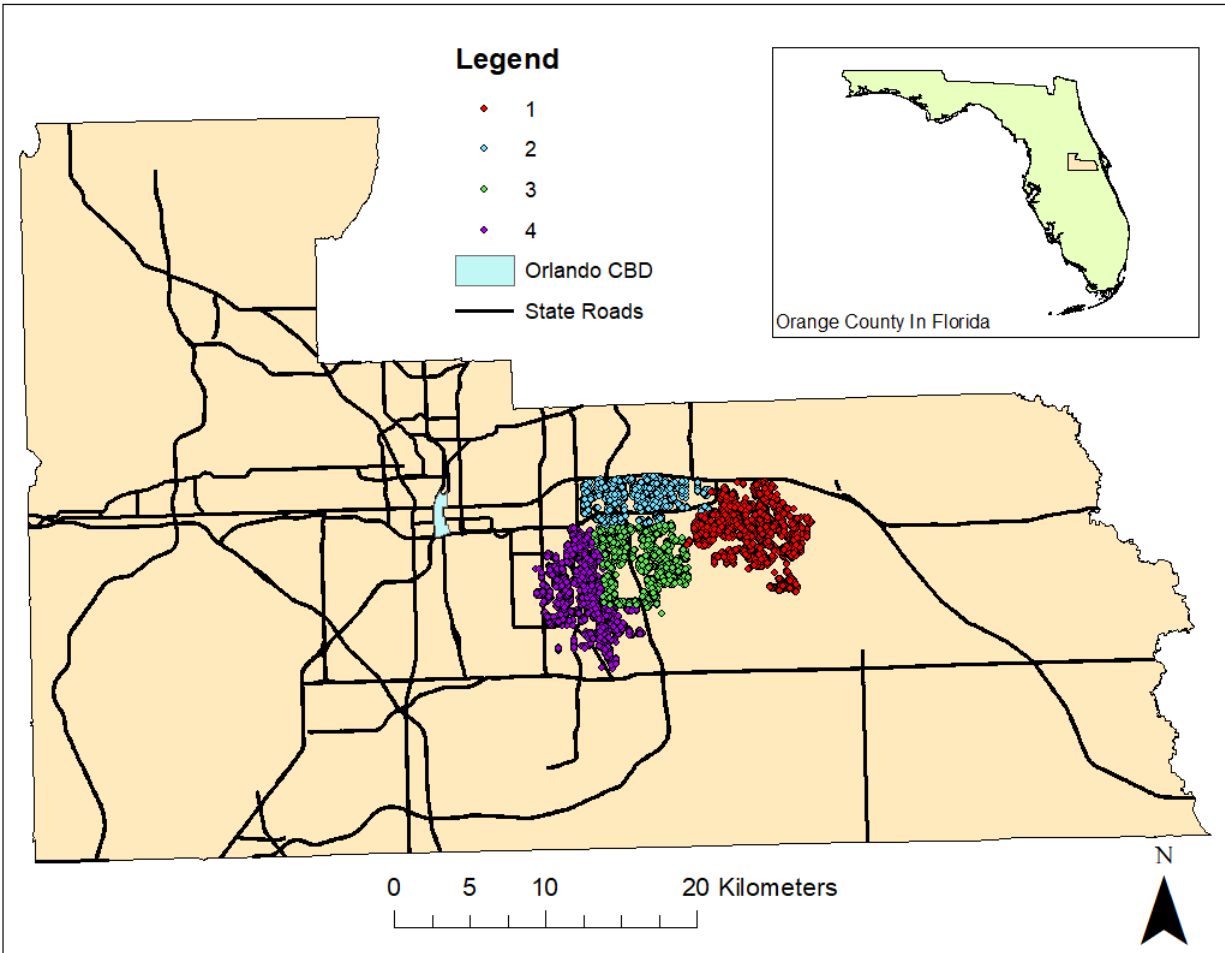 Legend
1
2
3
4
Orlando CBD
State Roads
Orange County In Florida
N
0 5 10 20 Kilometers